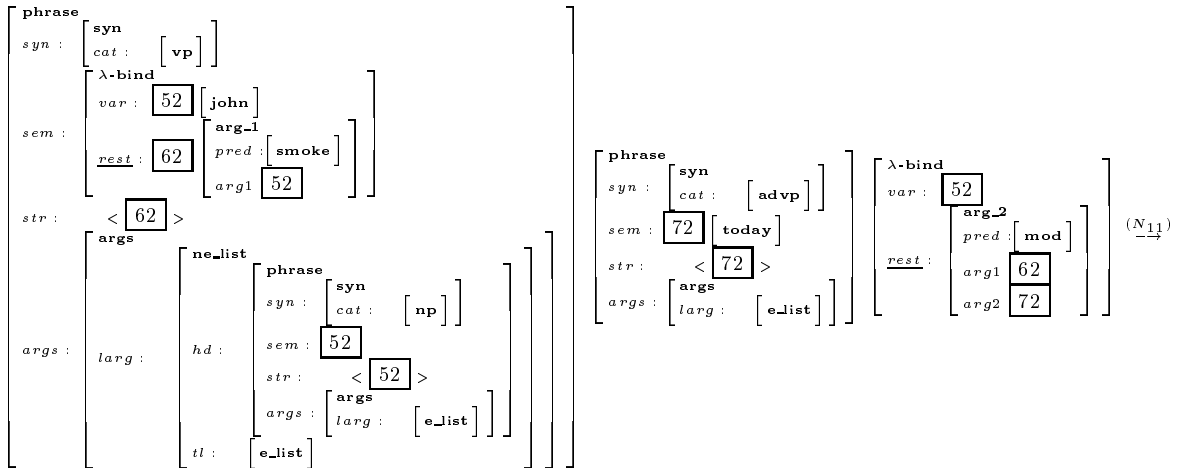 phrase
syn : syn
cat : vp
sem : λ-bind
var : 52 john
rest : 62 arg_1
pred : smoke
arg1 52
str : < 62 >
args : args
larg : ne_list
hd : phrase
syn : syn
cat : np
sem : 52
str : < 52 >
args : args
larg : e_list
tl : e_list
phrase
syn : syn
cat : advp
sem : 72 today
str : < 72 >
args : args
larg : e_list
λ-bind
var : 52
rest : arg_2
pred : mod
arg1 62
arg2 72
(N11)
→